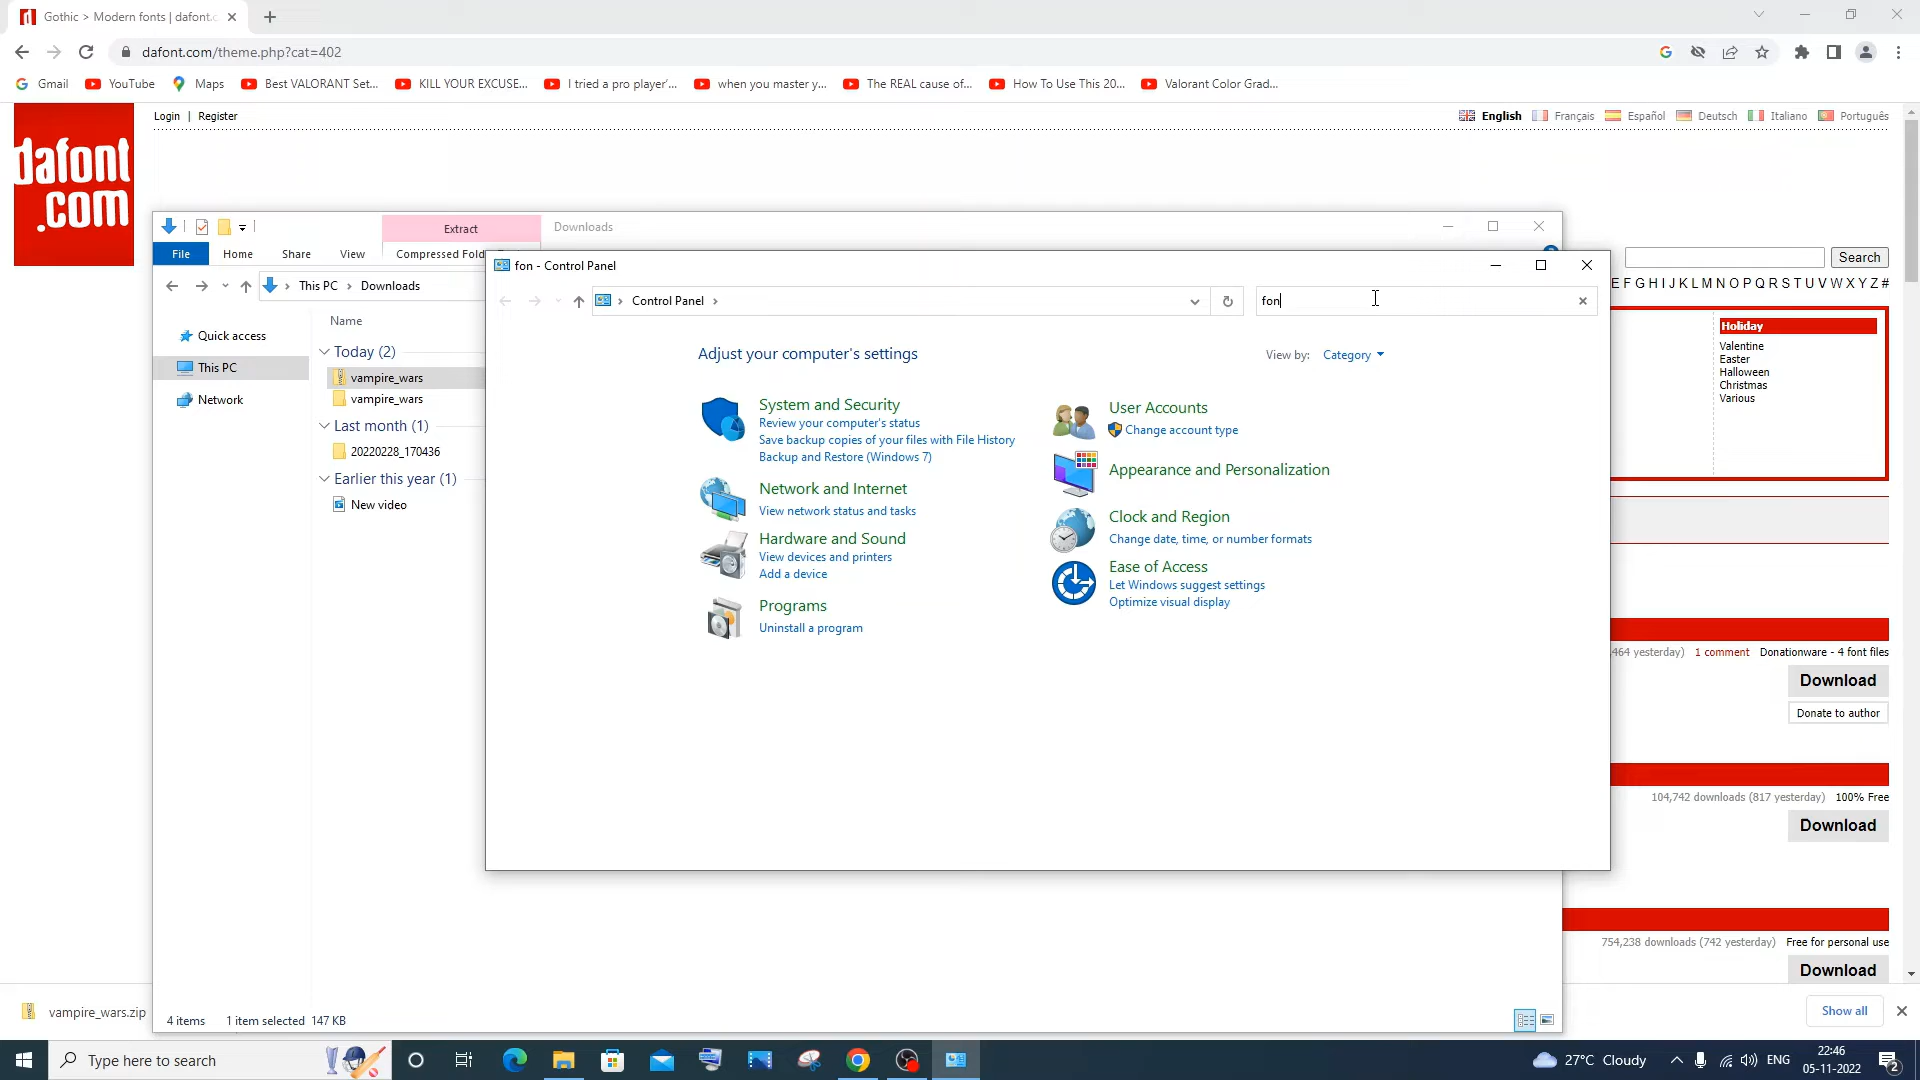 Gothic > Modern fonts | dafont.c
dafont.com/theme.php?cat=402
Gmail
YouTube
Maps
Best VALORANT Set...
KILL YOUR EXCUSE...
I tried a pro player'...
when you master y...
The REAL cause of...
How To Use This 20...
Valorant Color Grad...
dafont
.com
Login | Register
English
Français
Español
Deutsch
Italiano
Português
Extract
Downloads
File
Home
Share
View
Compressed Fold
Search
E F G H I J K L M N O P Q R S T U V W X Y Z #
This PC > Downloads
Quick access
This PC
Network
Name
Today (2)
vampire_wars
vampire_wars
Last month (1)
20220228_170436
Earlier this year (1)
New video
fon - Control Panel
Control Panel
fon
Adjust your computer's settings
View by: Category
System and Security
Review your computer's status
Save backup copies of your files with File History
Backup and Restore (Windows 7)
Network and Internet
View network status and tasks
Hardware and Sound
View devices and printers
Add a device
Programs
Uninstall a program
User Accounts
Change account type
Appearance and Personalization
Clock and Region
Change date, time, or number formats
Ease of Access
Let Windows suggest settings
Optimize visual display
Holiday
Valentine
Easter
Halloween
Christmas
Various
464 yesterday) 1 comment Donationware - 4 font files
Download
Donate to author
104,742 downloads (817 yesterday) 100% Free
Download
754,238 downloads (742 yesterday) Free for personal use
Download
4 items 1 item selected 147 KB
vampire_wars.zip
Show all
Type here to search
27°C Cloudy
ENG
22:46
05-11-2022
2